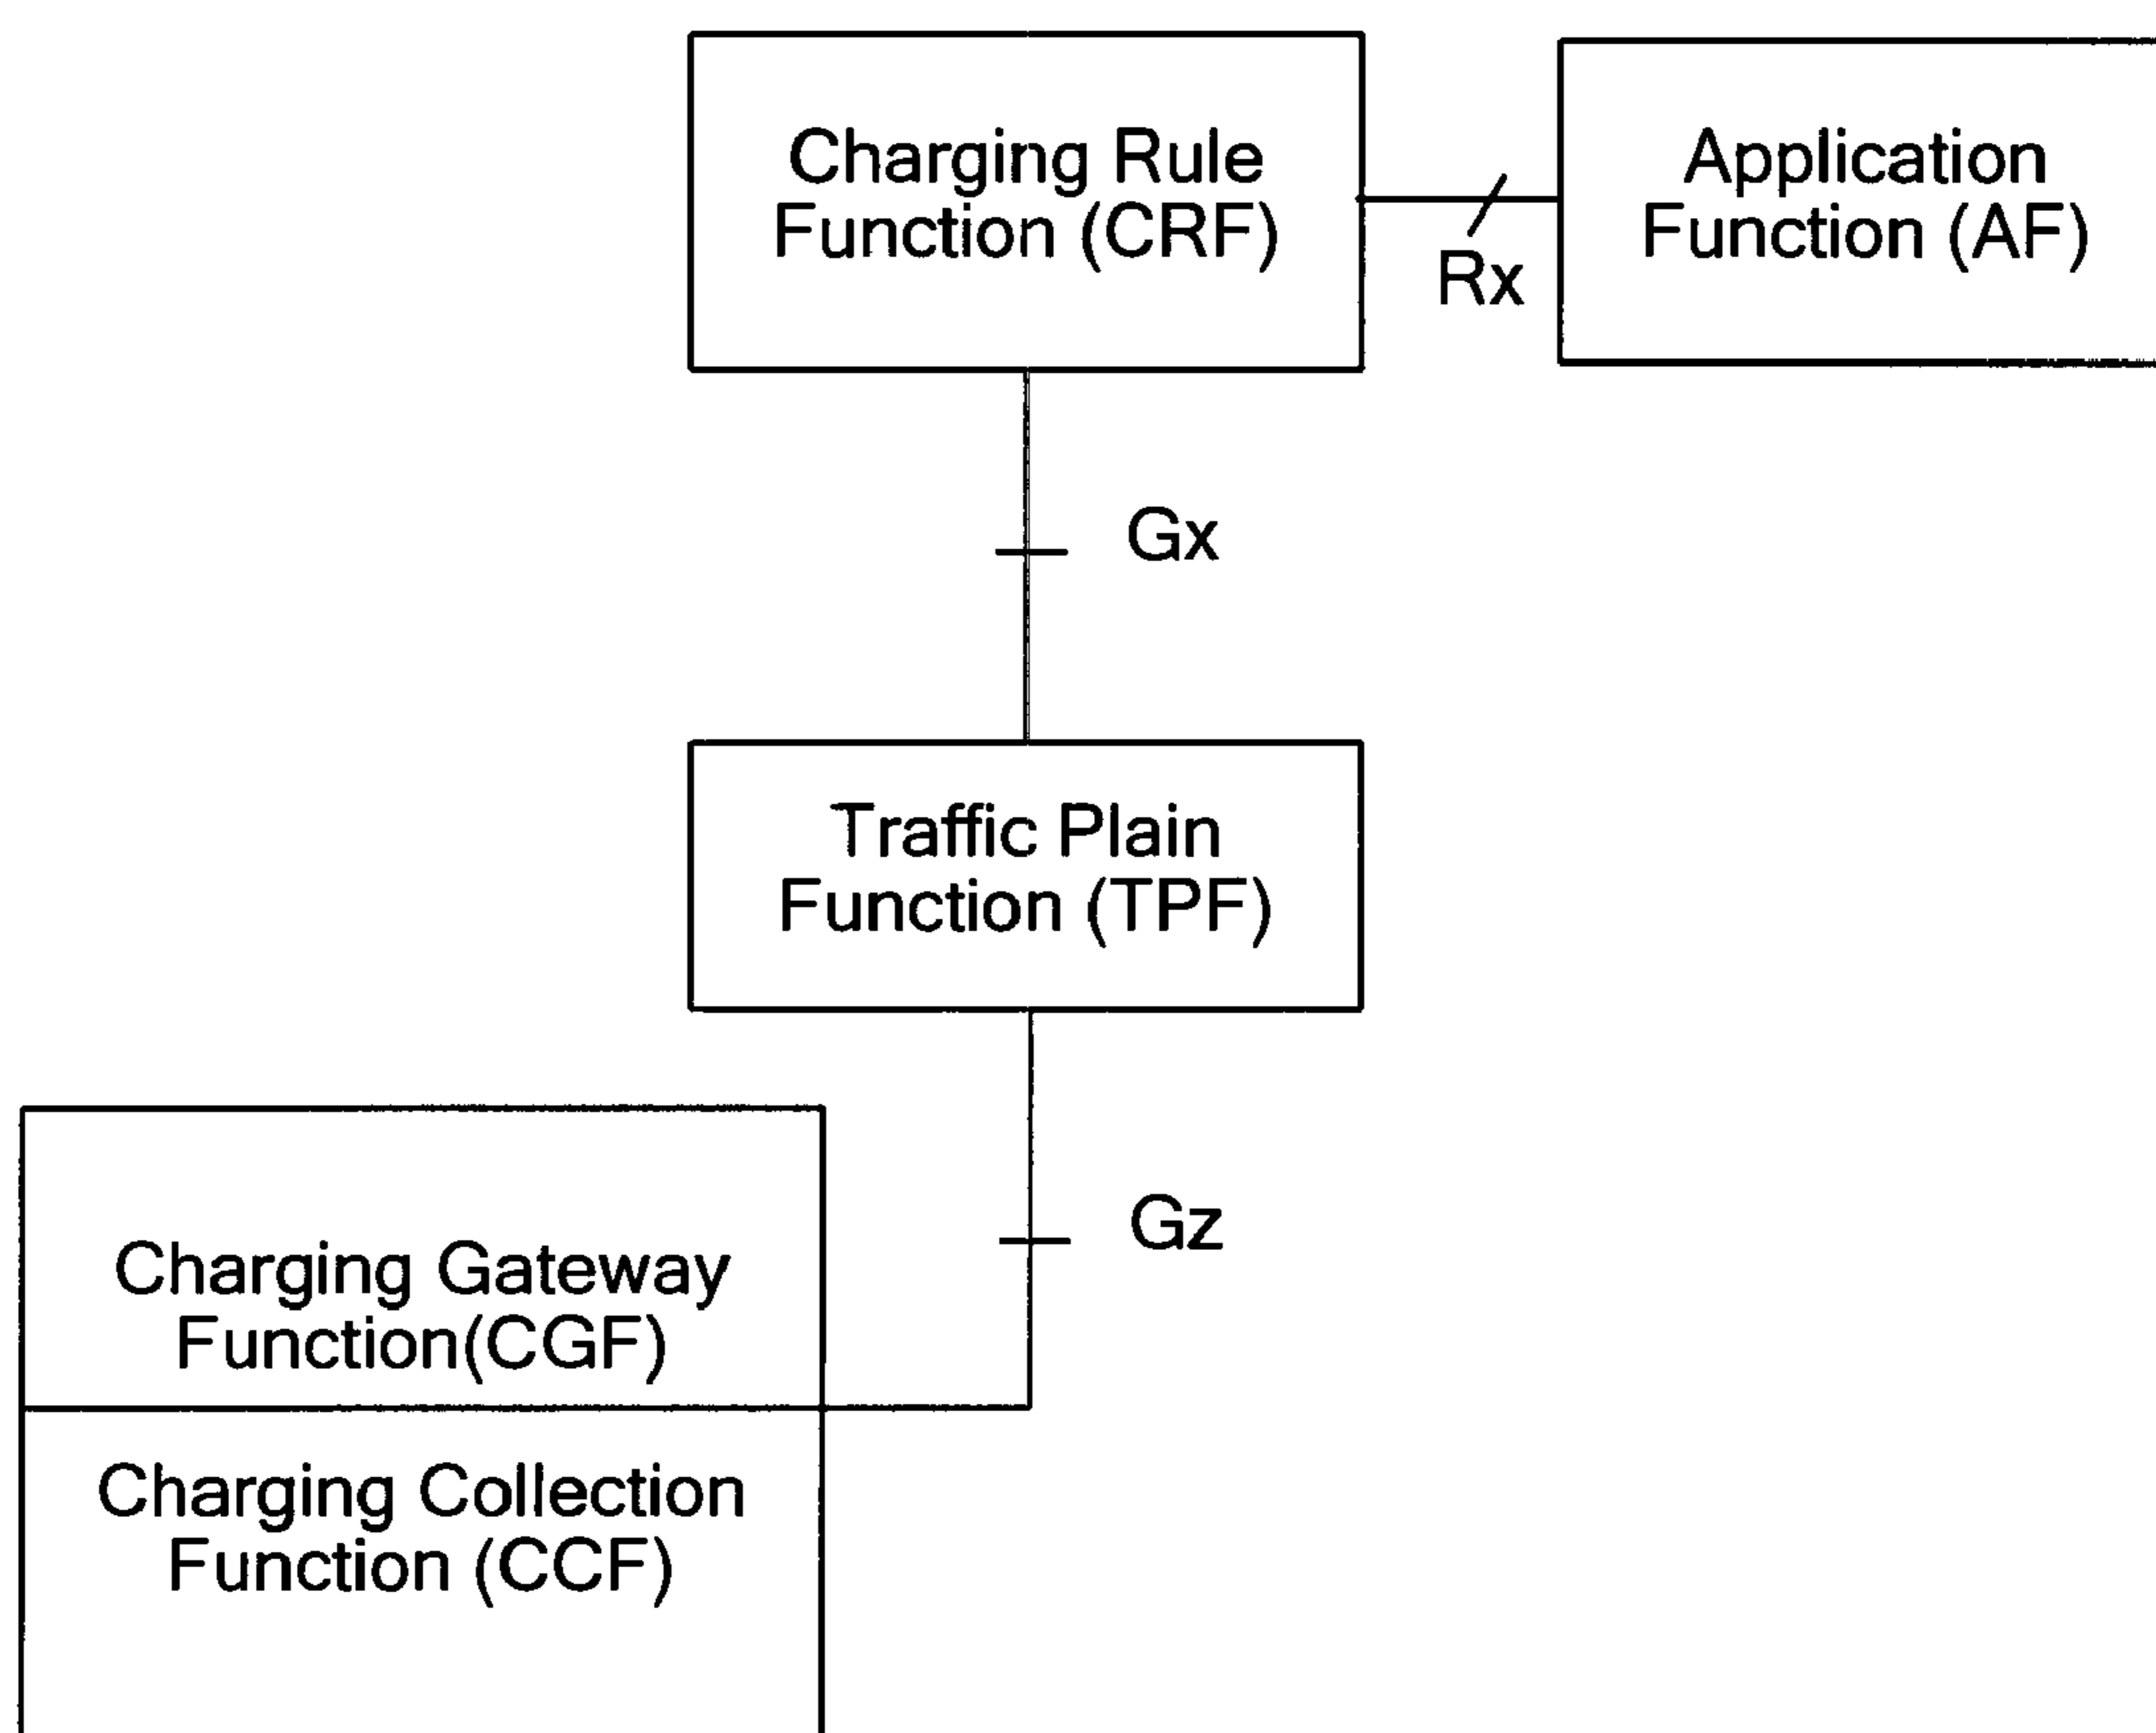 Charging Rule
Function (CRF)
Application
Function (AF)
Rx
Gx
Traffic Plain
Function (TPF)
Gz
Charging Gateway
Function(CGF)
Charging Collection
Function (CCF)